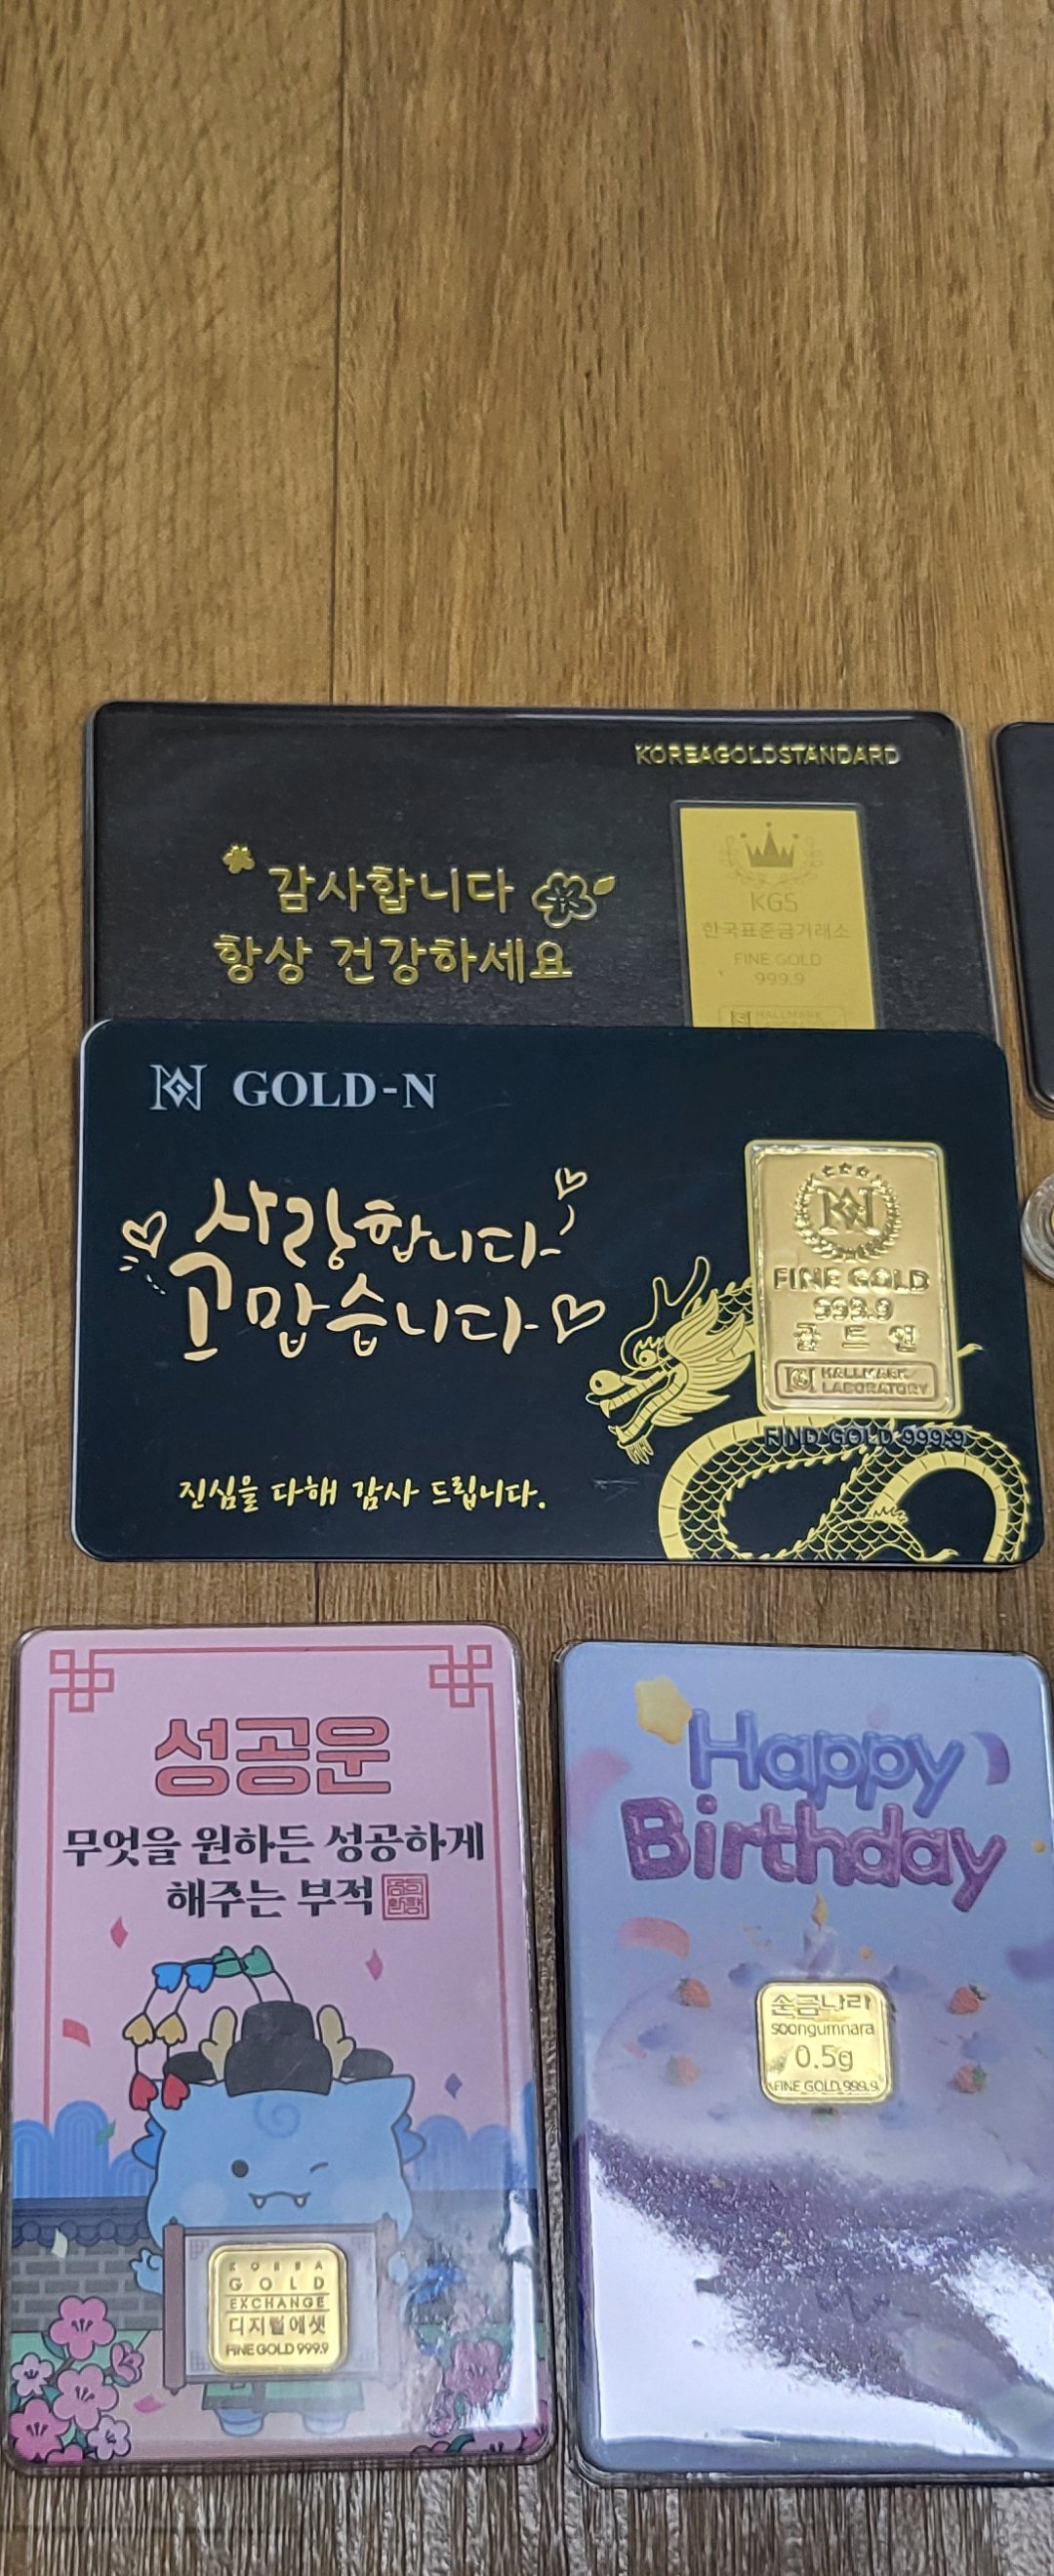 KOREAGOLDSTANDARD
감사합니다
항상 건강하세요
KGS
한국표준금거래소
FINE GOLD
999.9
HALLMARK
GOLD-N
사랑합니다
고맙습니다
진심을 다해 감사 드립니다.
FINE GOLD
999.9
골드엔
HALLMARK
LABORATORY
FIND GOLD 999.9
성공운
무엇을 원하든 성공하게
해주는 부적
KOREA
GOLD
EXCHANGE
디지털에셋
FINE GOLD 999.9
Happy
Birthday
순금나라
soongumnara
0.5g
FINE GOLD 999.9